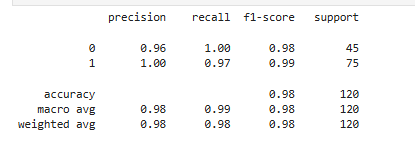 precision recall f1-score support
0 0.96 1.00 0.98 45
1 1.00 0.97 0.99 75
accuracy 0.98 120
macro avg 0.98 0.99 0.98 120
weighted avg 0.98 0.98 0.98 120